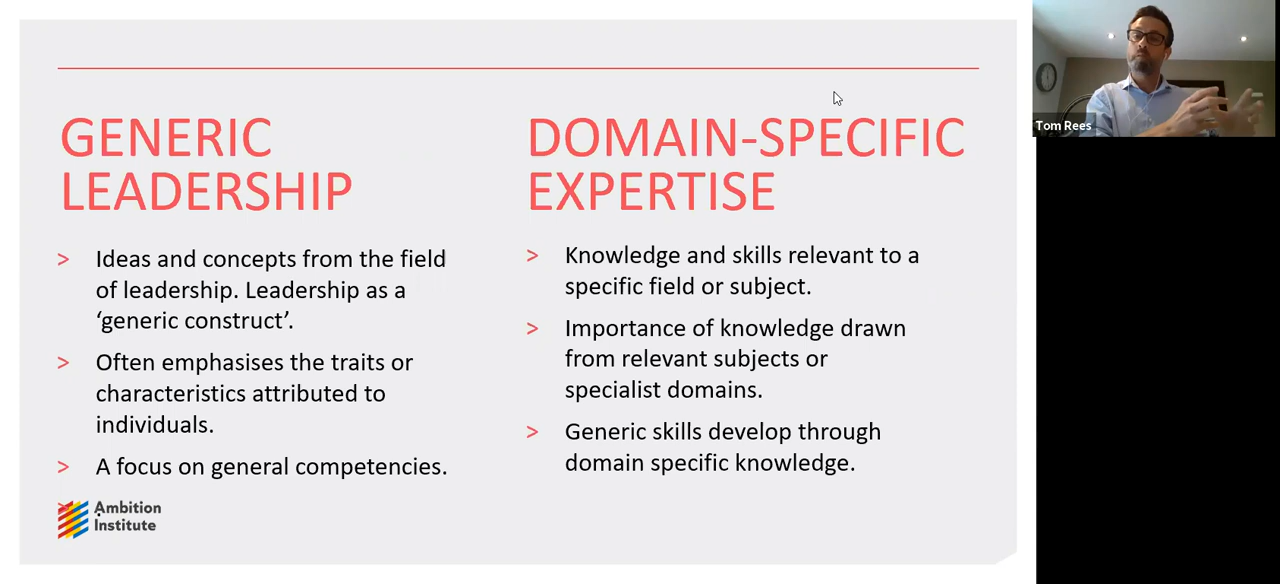 GENERIC
LEADERSHIP
> Ideas and concepts from the field
of leadership. Leadership as a
‘generic construct’.
> Often emphasises the traits or
characteristics attributed to
individuals.
> A focus on general competencies.
>
DOMAIN-SPECIFIC
EXPERTISE
> Knowledge and skills relevant to a
specific field or subject.
> Importance of knowledge drawn
from relevant subjects or
specialist domains.
> Generic skills develop through
domain specific knowledge.
Ambition
Institute
Tom Rees